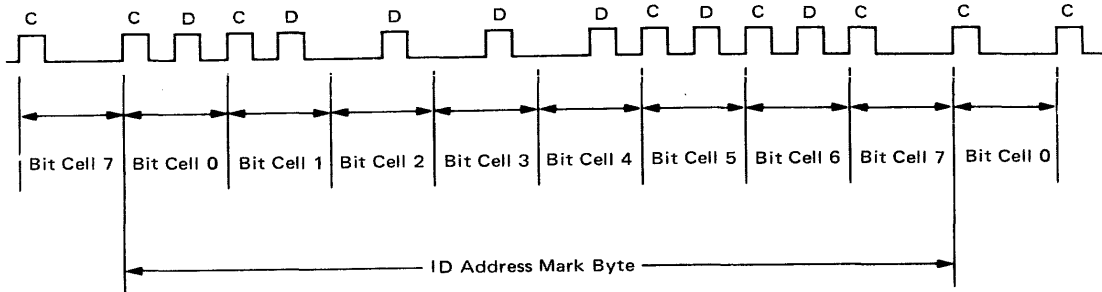 C C D C D D D D C D C D C C C
Bit Cell 7 Bit Cell 0 Bit Cell 1 Bit Cell 2 Bit Cell 3 Bit Cell 4 Bit Cell 5 Bit Cell 6 Bit Cell 7 Bit Cell 0
ID Address Mark Byte